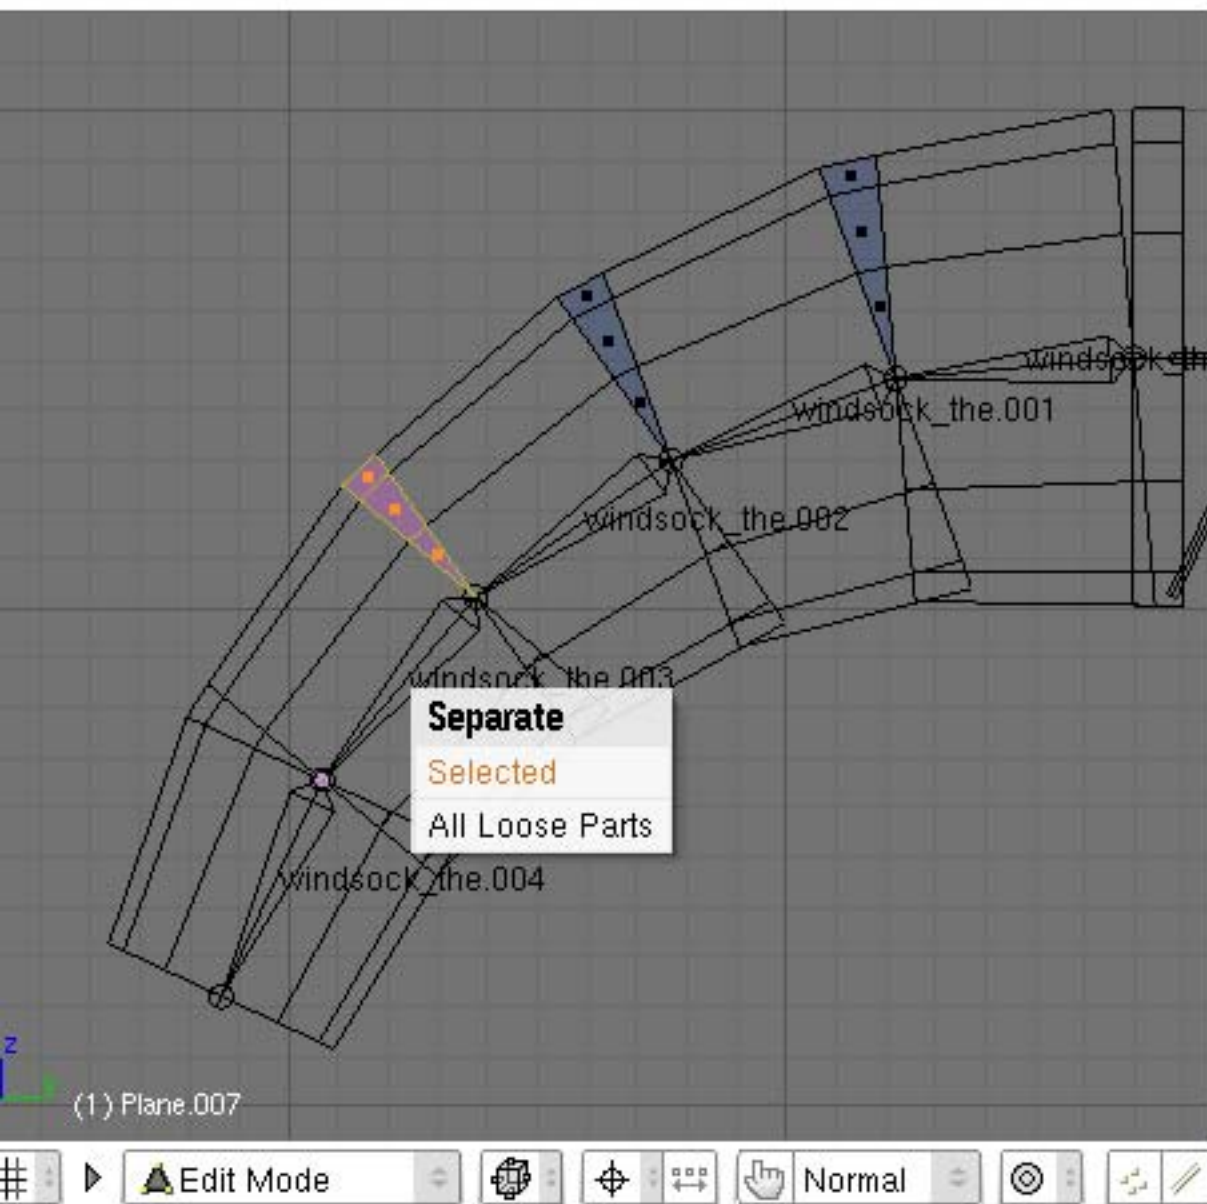 windsock_th
windsock_the.001
windsock_the.002
windsock_the.003
Separate
Selected
All Loose Parts
windsock_the.004
z
(1) Plane.007
Edit Mode
Normal